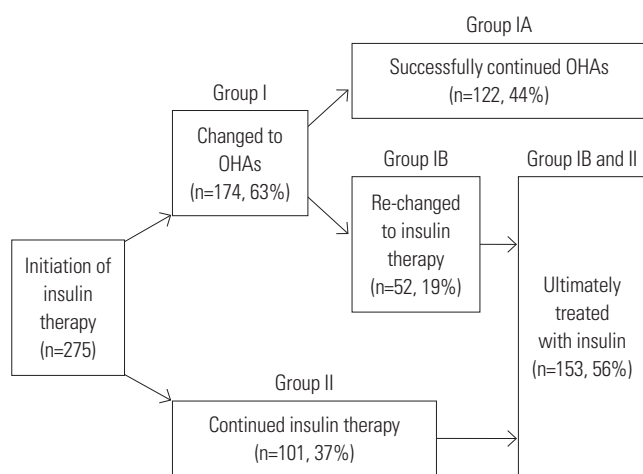 Group IA
Successfully continued OHAs
(n=122, 44%)
Group I
Changed to
OHAs
(n=174, 63%)
Group IB
Re-changed
to insulin
therapy
(n=52, 19%)
Group IB and II
Ultimately
treated
with insulin
(n=153, 56%)
Initiation of
insulin
therapy
(n=275)
Group II
Continued insulin therapy
(n=101, 37%)